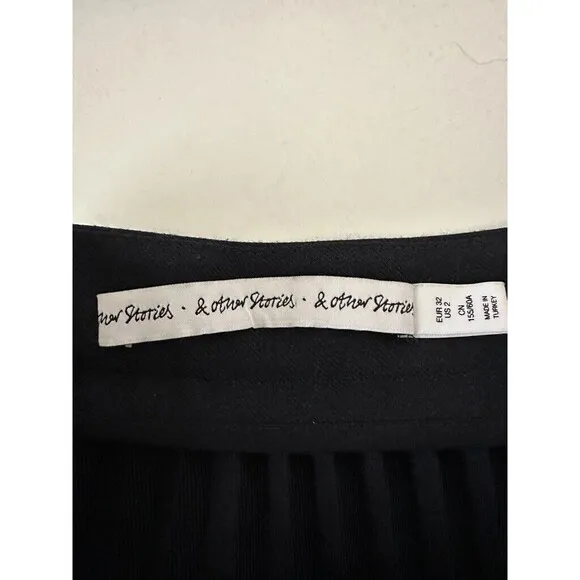 other Stories · & other Stories · & other Stories
EUR 32
US 2
CN
155/60A
MADE IN
TURKEY